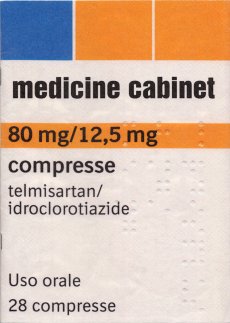 medicine cabinet
80 mg/12,5 mg
compresse
telmisartan/
idroclorotiazide
Uso orale
28 compresse